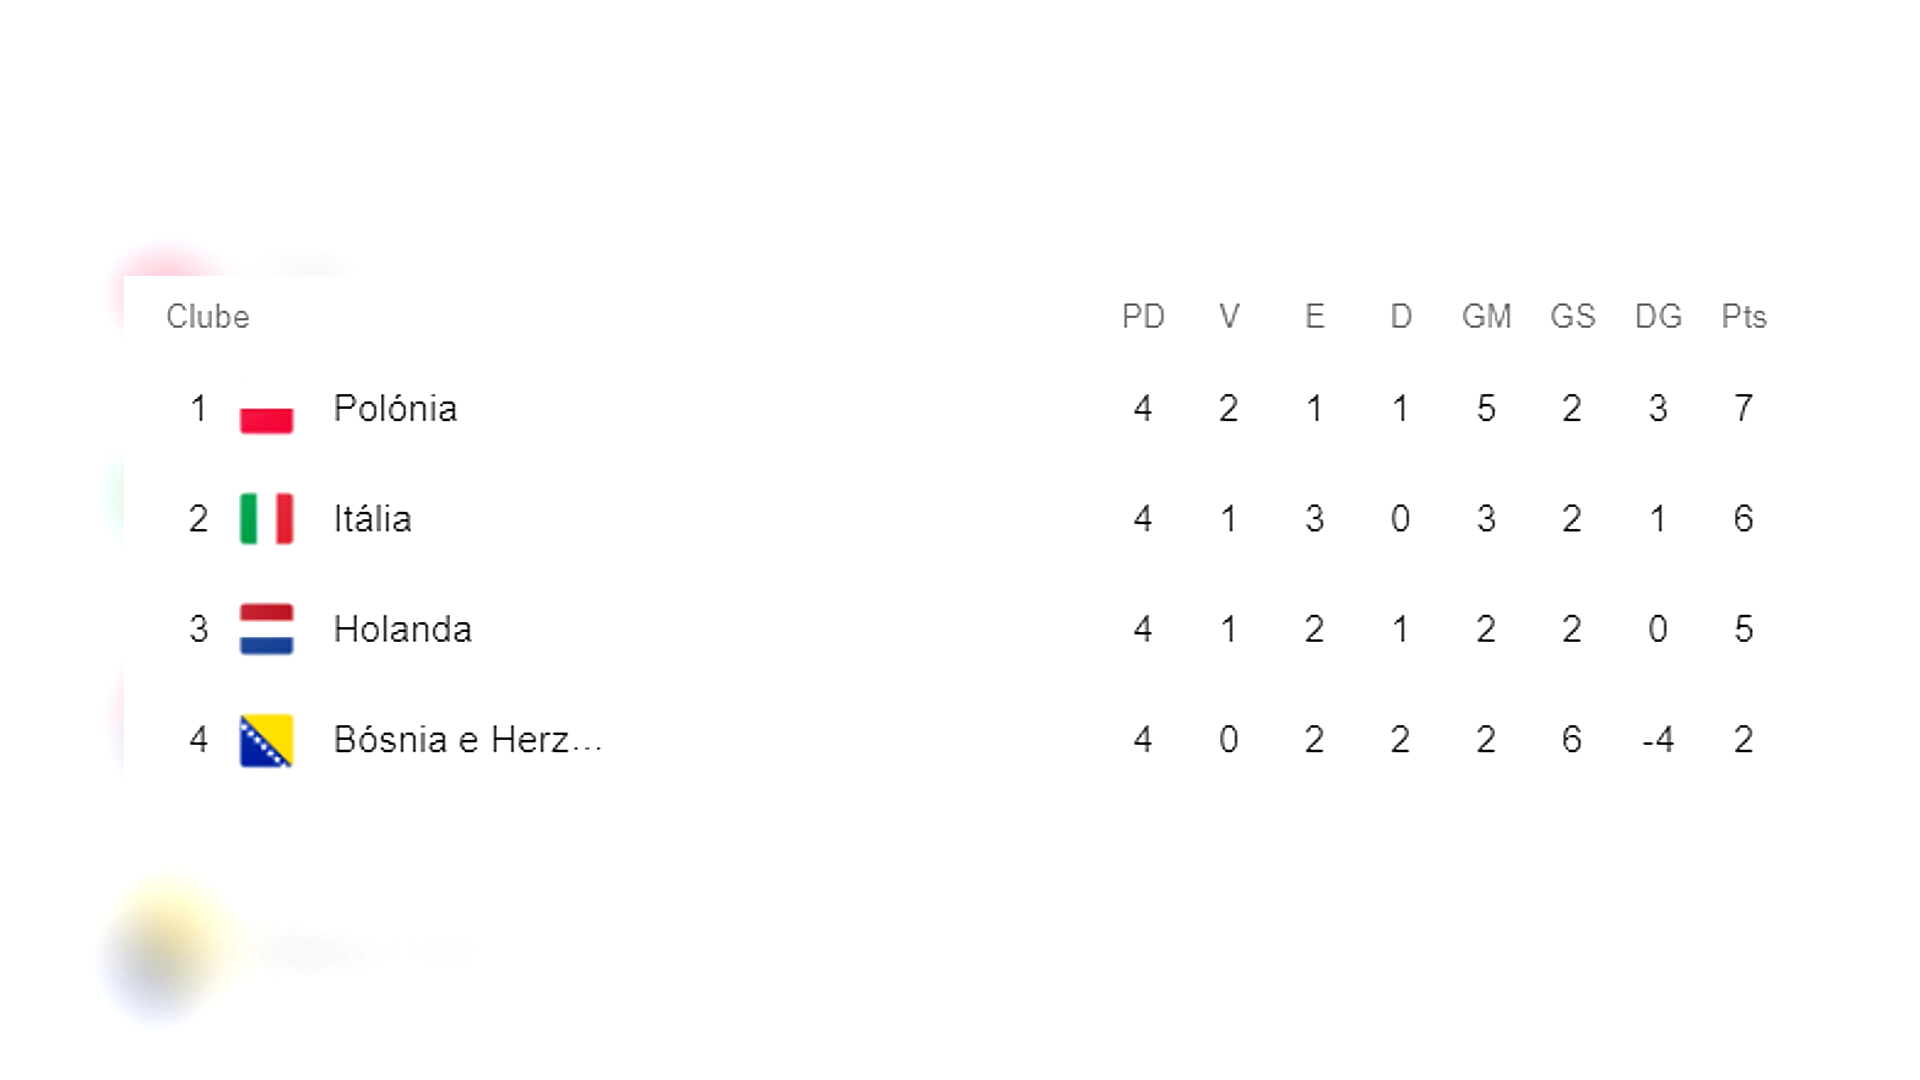 Clube PD V E D GM GS DG Pts
1 Polónia 4 2 1 1 5 2 3 7
2 Itália 4 1 3 0 3 2 1 6
3 Holanda 4 1 2 1 2 2 0 5
4 Bósnia e Herz... 4 0 2 2 2 6 -4 2